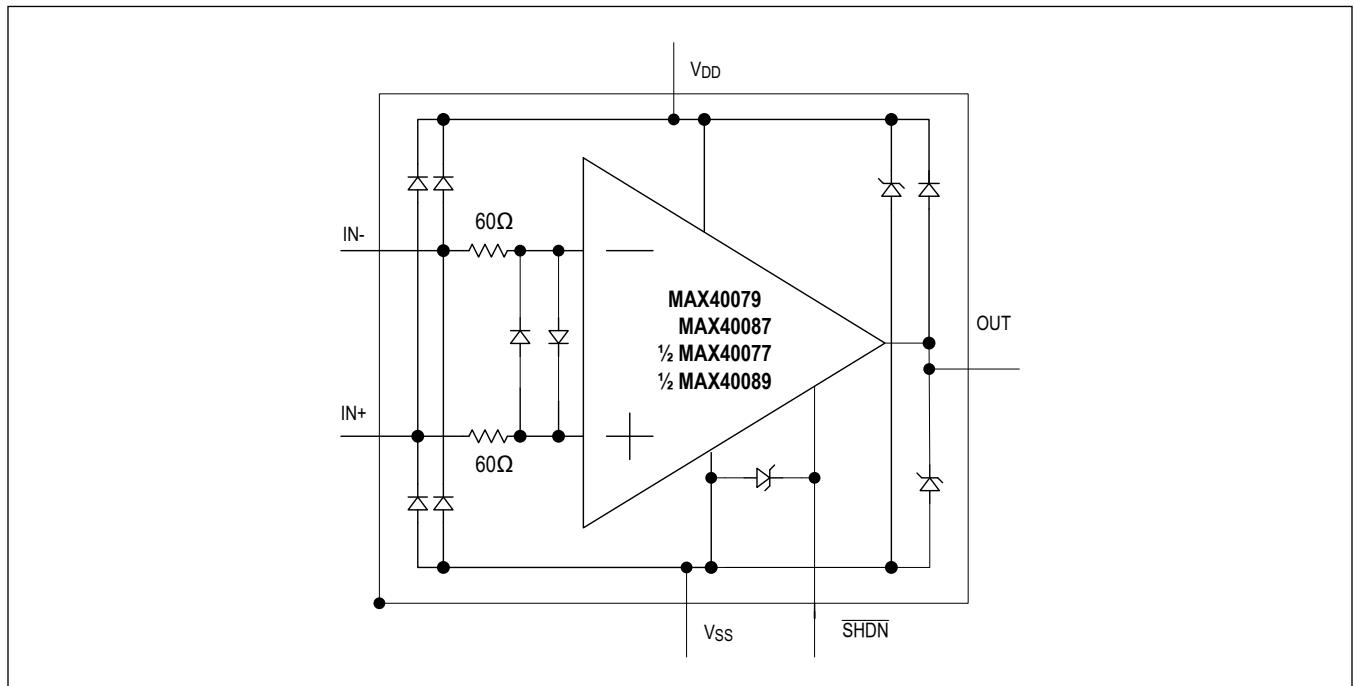 VDD
60Ω
IN-
MAX40079
MAX40087
½ MAX40077
½ MAX40089
OUT
IN+
60Ω
VSS
SHDN